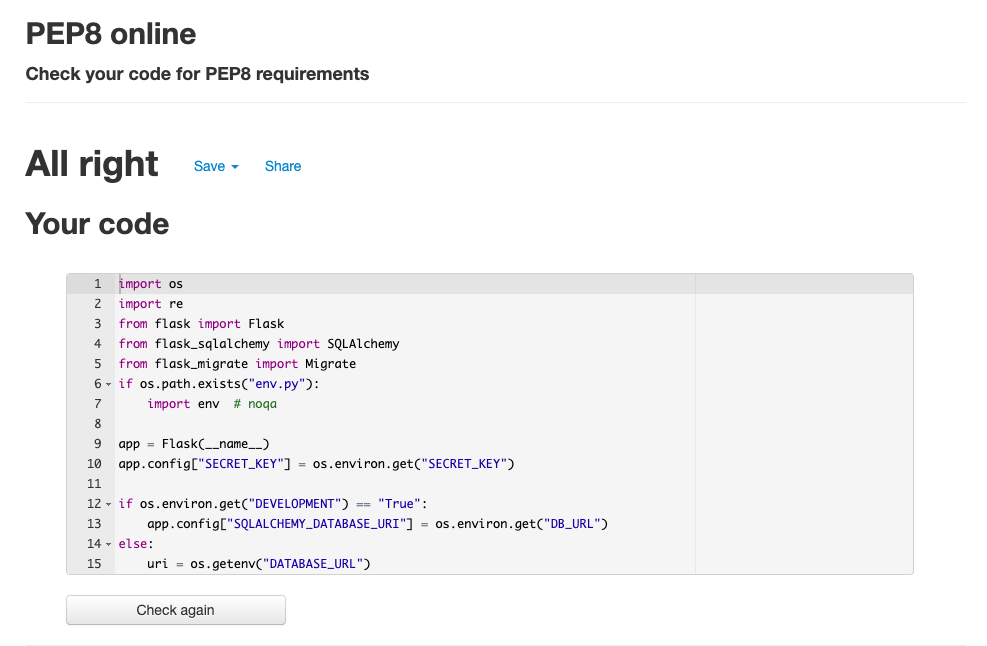 PEP8 online
Check your code for PEP8 requirements
All right Save Share
Your code
1 import os
2 import re
3 from flask import Flask
4 from flask_sqlalchemy import SQLAlchemy
5 from flask_migrate import Migrate
6 if os.path.exists("env.py"):
7     import env  # noqa
8
9 app = Flask(__name__)
10 app.config["SECRET_KEY"] = os.environ.get("SECRET_KEY")
11
12 if os.environ.get("DEVELOPMENT") == "True":
13     app.config["SQLALCHEMY_DATABASE_URI"] = os.environ.get("DB_URL")
14 else:
15     uri = os.getenv("DATABASE_URL")
Check again